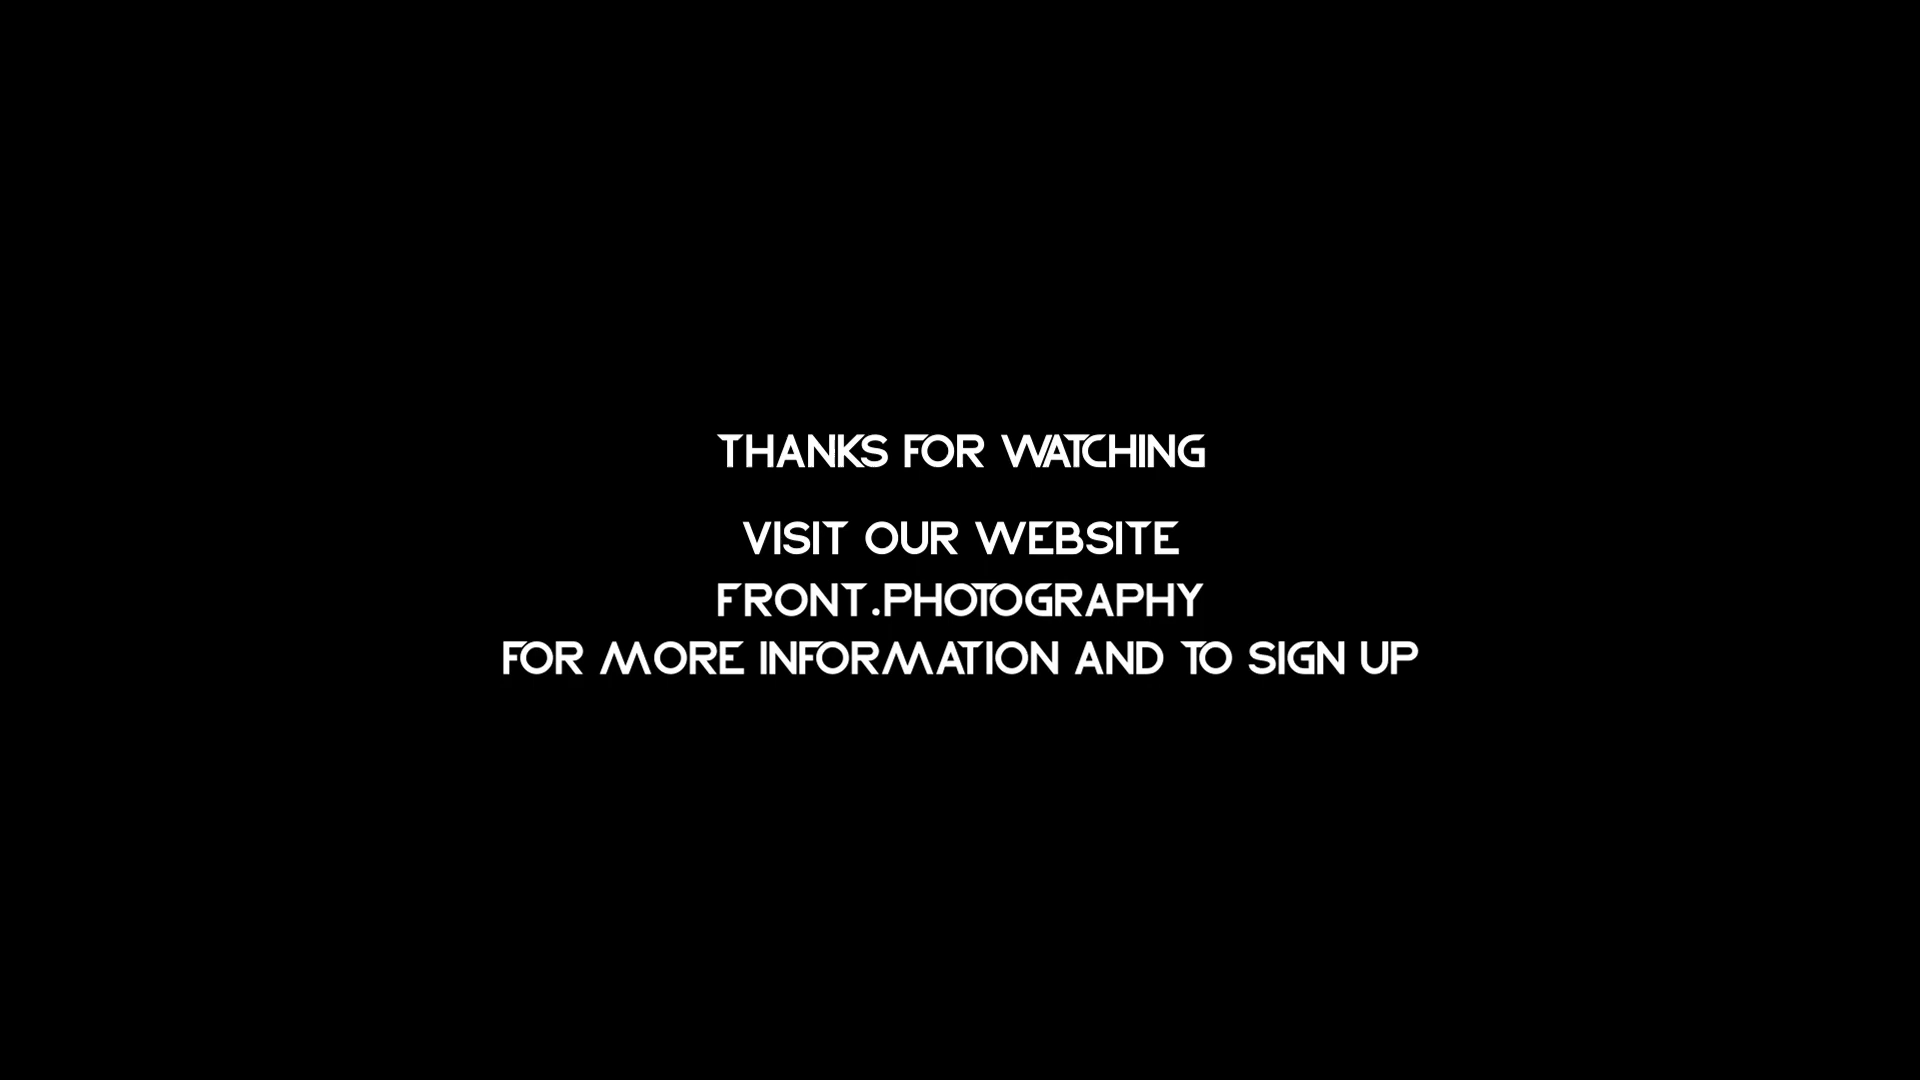 THANKS FOR WATCHING
VISIT OUR WEBSITE
FRONT.PHOTOGRAPHY
FOR MORE INFORMATION AND TO SIGN UP